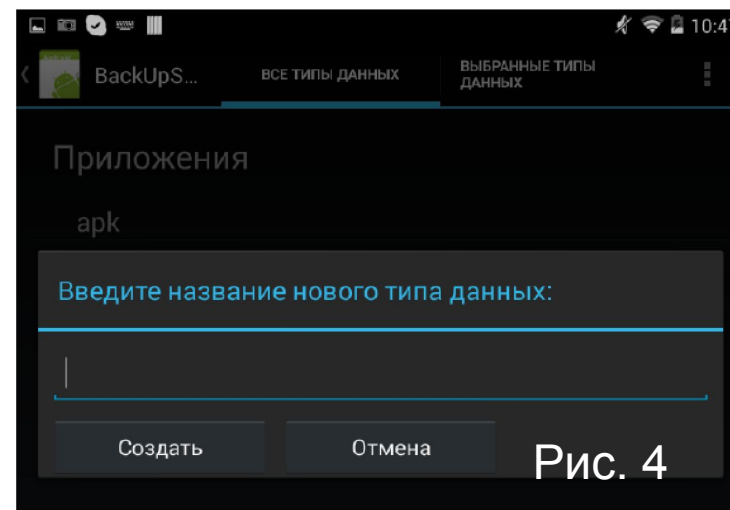 10:47
BackUpS...
ВСЕ ТИПЫ ДАННЫХ
ВЫБРАННЫЕ ТИПЫ
ДАННЫХ
Приложения
apk
Введите название нового типа данных:
Создать
Отмена
Рис. 4